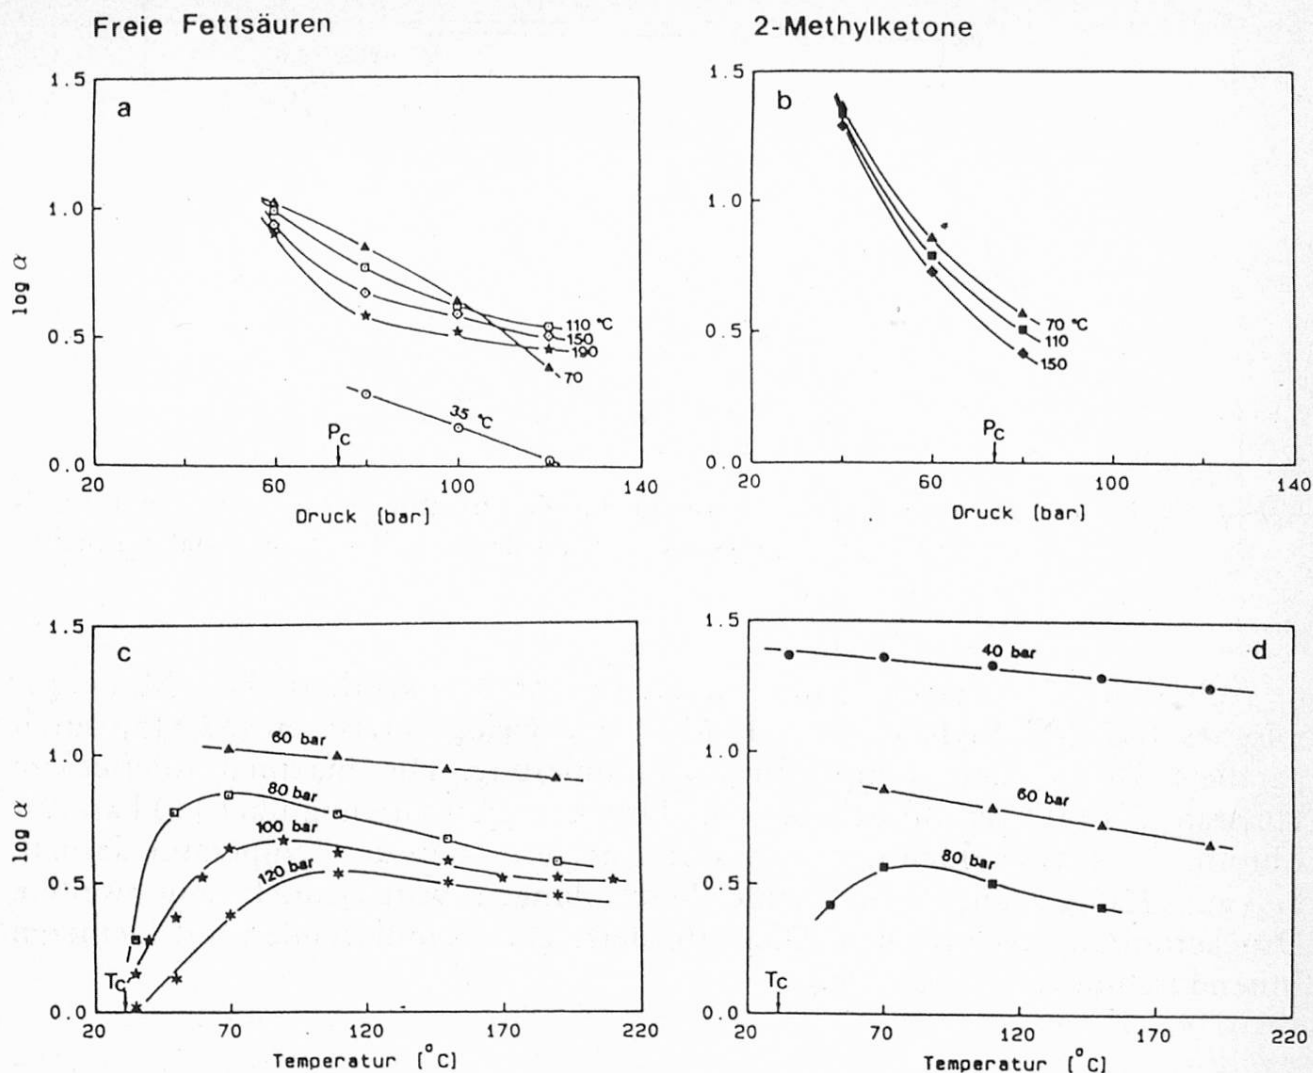 Freie Fettsäuren
2-Methylketone
1.5
1.0
0.5
0.0
log α
a
110 °C
150
190
70
35 °C
Pc
20
60
100
140
Druck [bar]
1.5
1.0
0.5
0.0
b
70 °C
110
150
Pc
20
60
100
140
Druck [bar]
1.5
1.0
0.5
0.0
log α
c
60 bar
80 bar
100 bar
120 bar
Tc
20
70
120
170
220
Temperatur [°C]
1.5
1.0
0.5
0.0
d
40 bar
60 bar
80 bar
Tc
20
70
120
170
220
Temperatur [°C]